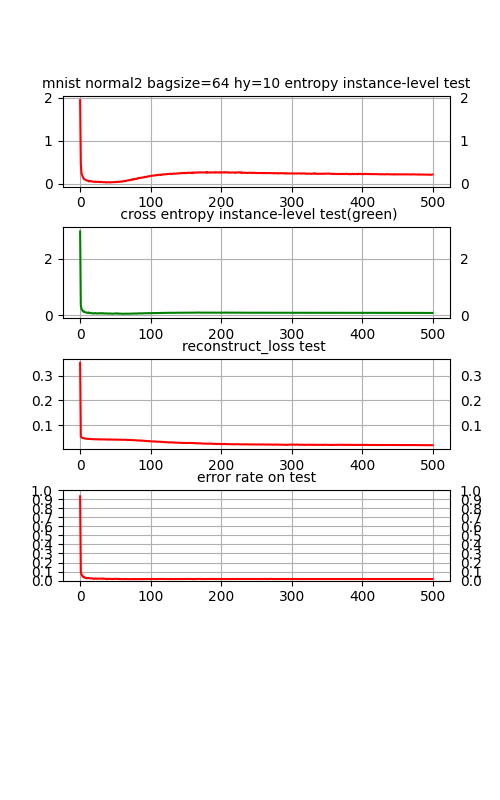 mnist normal2 bagsize=64 hy=10 entropy instance-level test
2 2
1 1
0 0
0 100 200 300 400 500
cross entropy instance-level test(green)
2 2
0 0
0 100 200 300 400 500
reconstruct_loss test
0.3 0.3
0.2 0.2
0.1 0.1
0 100 200 300 400 500
error rate on test
1.0 1.0
0.9 0.9
0.8 0.8
0.7 0.7
0.6 0.6
0.5 0.5
0.4 0.4
0.3 0.3
0.2 0.2
0.1 0.1
0.0 0.0
0 100 200 300 400 500